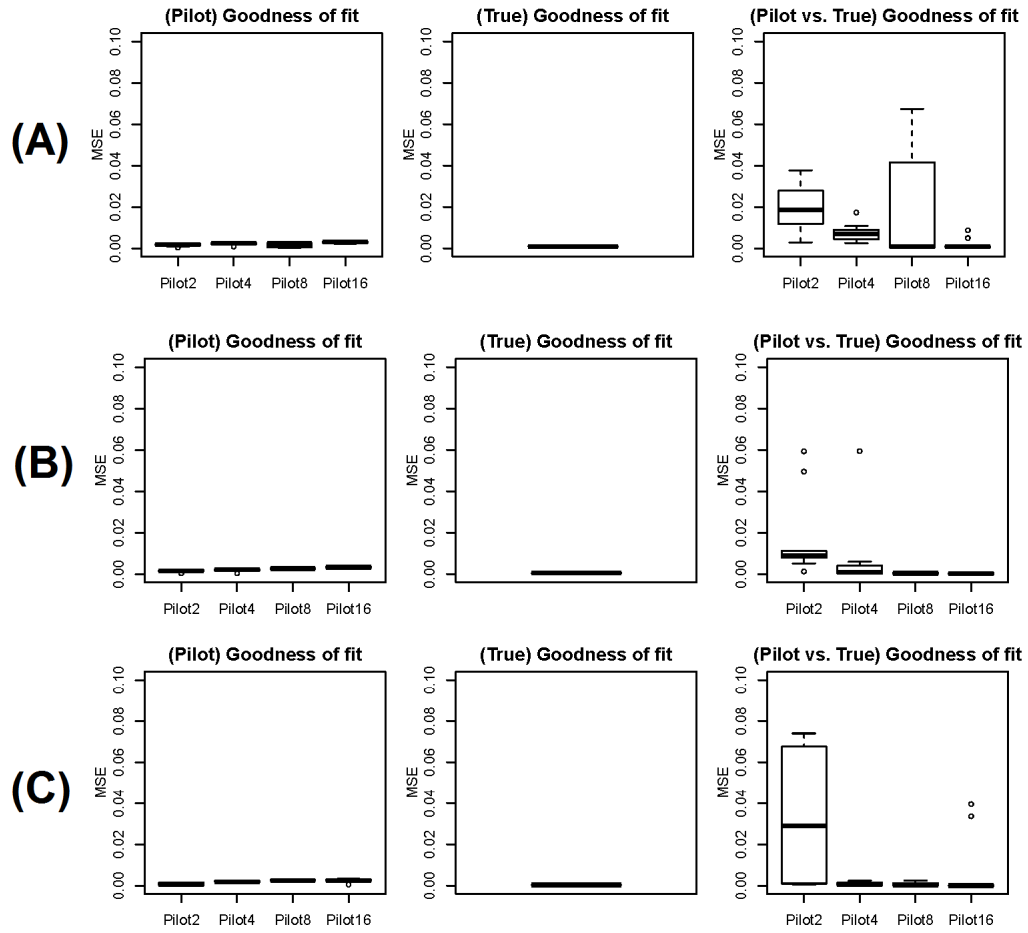 (Pilot) Goodness of fit
(True) Goodness of fit
(Pilot vs. True) Goodness of fit
(A)
MSE
0.00 0.02 0.04 0.06 0.08 0.10
Pilot2 Pilot4 Pilot8 Pilot16
MSE
0.00 0.02 0.04 0.06 0.08 0.10
MSE
0.00 0.02 0.04 0.06 0.08 0.10
Pilot2 Pilot4 Pilot8 Pilot16
(Pilot) Goodness of fit
(True) Goodness of fit
(Pilot vs. True) Goodness of fit
(B)
MSE
0.00 0.02 0.04 0.06 0.08 0.10
Pilot2 Pilot4 Pilot8 Pilot16
MSE
0.00 0.02 0.04 0.06 0.08 0.10
MSE
0.00 0.02 0.04 0.06 0.08 0.10
Pilot2 Pilot4 Pilot8 Pilot16
(Pilot) Goodness of fit
(True) Goodness of fit
(Pilot vs. True) Goodness of fit
(C)
MSE
0.00 0.02 0.04 0.06 0.08 0.10
Pilot2 Pilot4 Pilot8 Pilot16
MSE
0.00 0.02 0.04 0.06 0.08 0.10
MSE
0.00 0.02 0.04 0.06 0.08 0.10
Pilot2 Pilot4 Pilot8 Pilot16